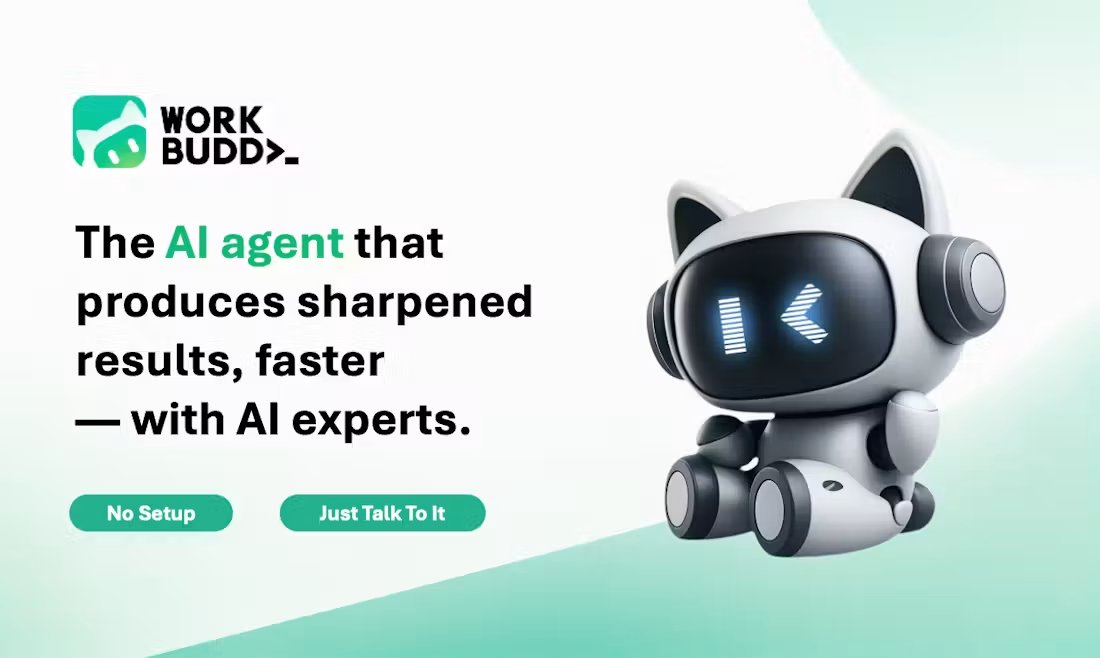 WORK
BUDD>_
The AI agent that
produces sharpened
results, faster
— with AI experts.
No Setup
Just Talk To It